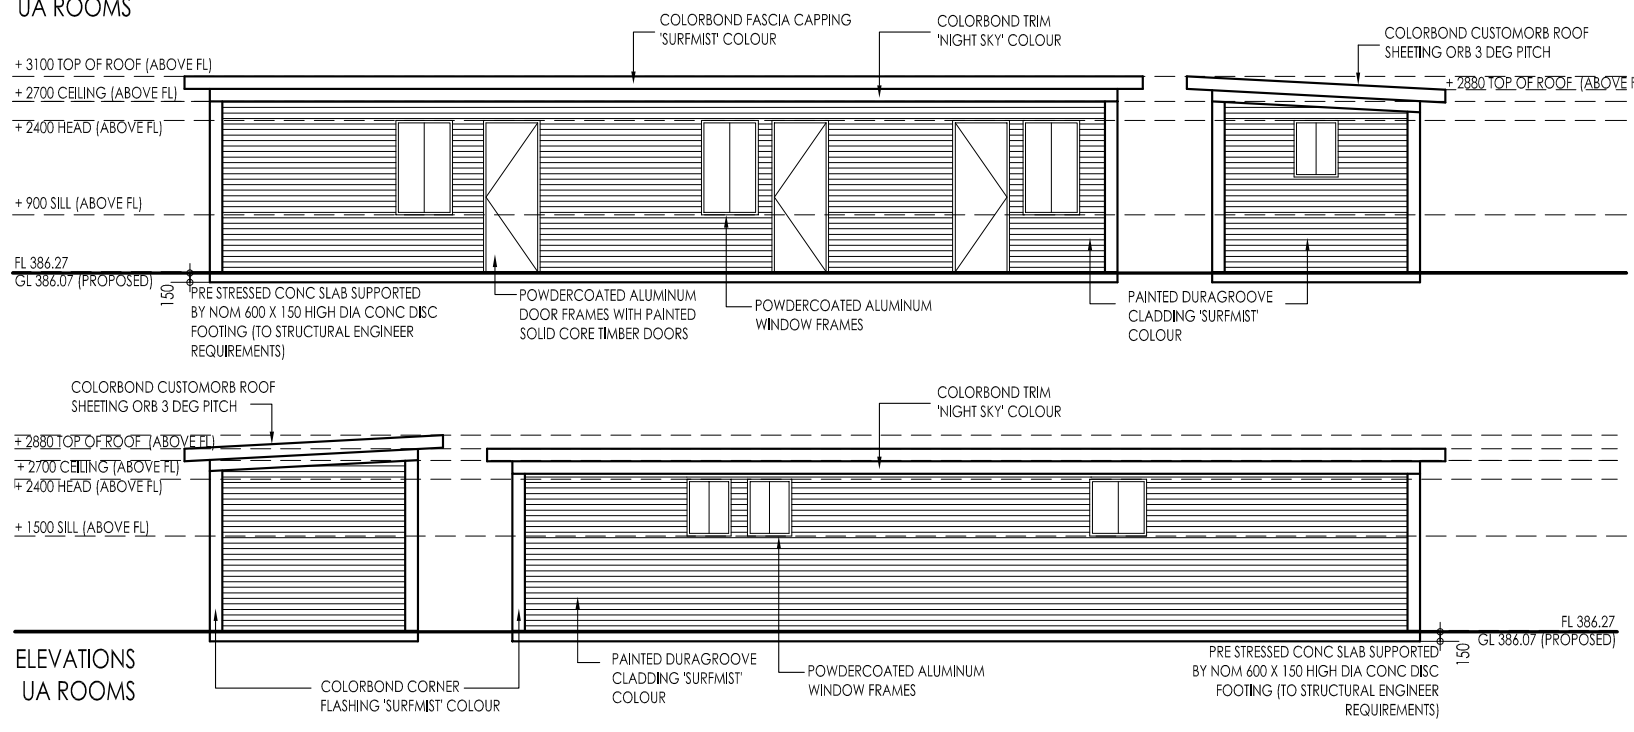 UA ROOMS
COLORBOND FASCIA CAPPING
'SURFMIST' COLOUR
COLORBOND TRIM
'NIGHT SKY' COLOUR
COLORBOND CUSTOMORB ROOF
SHEETING ORB 3 DEG PITCH
+ 3100 TOP OF ROOF (ABOVE FL)
+ 2880 TOP OF ROOF (ABOVE F
+ 2700 CEILING (ABOVE FL)
+ 2400 HEAD (ABOVE FL)
+ 900 SILL (ABOVE FL)
FL 386.27
GL 386.07 (PROPOSED)
150
PRE STRESSED CONC SLAB SUPPORTED
BY NOM 600 X 150 HIGH DIA CONC DISC
FOOTING (TO STRUCTURAL ENGINEER
REQUIREMENTS)
POWDERCOATED ALUMINUM
DOOR FRAMES WITH PAINTED
SOLID CORE TIMBER DOORS
POWDERCOATED ALUMINUM
WINDOW FRAMES
PAINTED DURAGROOVE
CLADDING 'SURFMIST'
COLOUR
COLORBOND CUSTOMORB ROOF
SHEETING ORB 3 DEG PITCH
COLORBOND TRIM
'NIGHT SKY' COLOUR
+ 2880 TOP OF ROOF (ABOVE FL)
+ 2700 CEILING (ABOVE FL)
+ 2400 HEAD (ABOVE FL)
+ 1500 SILL (ABOVE FL)
FL 386.27
GL 386.07 (PROPOSED)
150
ELEVATIONS
UA ROOMS
COLORBOND CORNER
FLASHING 'SURFMIST' COLOUR
PAINTED DURAGROOVE
CLADDING 'SURFMIST'
COLOUR
POWDERCOATED ALUMINUM
WINDOW FRAMES
PRE STRESSED CONC SLAB SUPPORTED
BY NOM 600 X 150 HIGH DIA CONC DISC
FOOTING (TO STRUCTURAL ENGINEER
REQUIREMENTS)